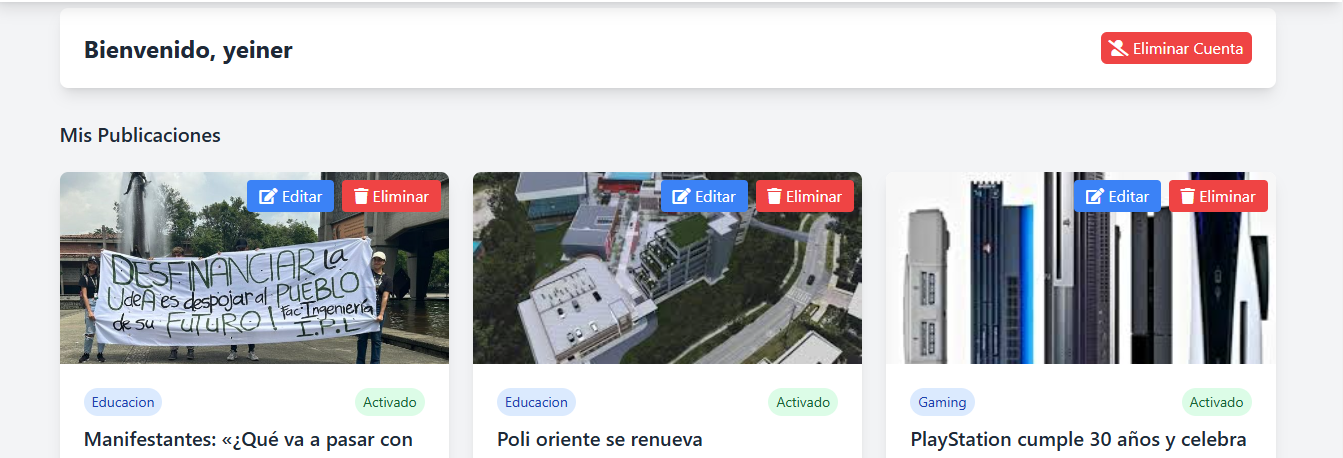 Bienvenido, yeiner
Eliminar Cuenta
Mis Publicaciones
Editar
Eliminar
DESFINANCIAR la
UdeA es despojar al PUEBLO
de su FUTURO! Fac Ingeniería
I.P.L
Educacion
Activado
Manifestantes: «¿Qué va a pasar con
Editar
Eliminar
Educacion
Activado
Poli oriente se renueva
Editar
Eliminar
Gaming
Activado
PlayStation cumple 30 años y celebra